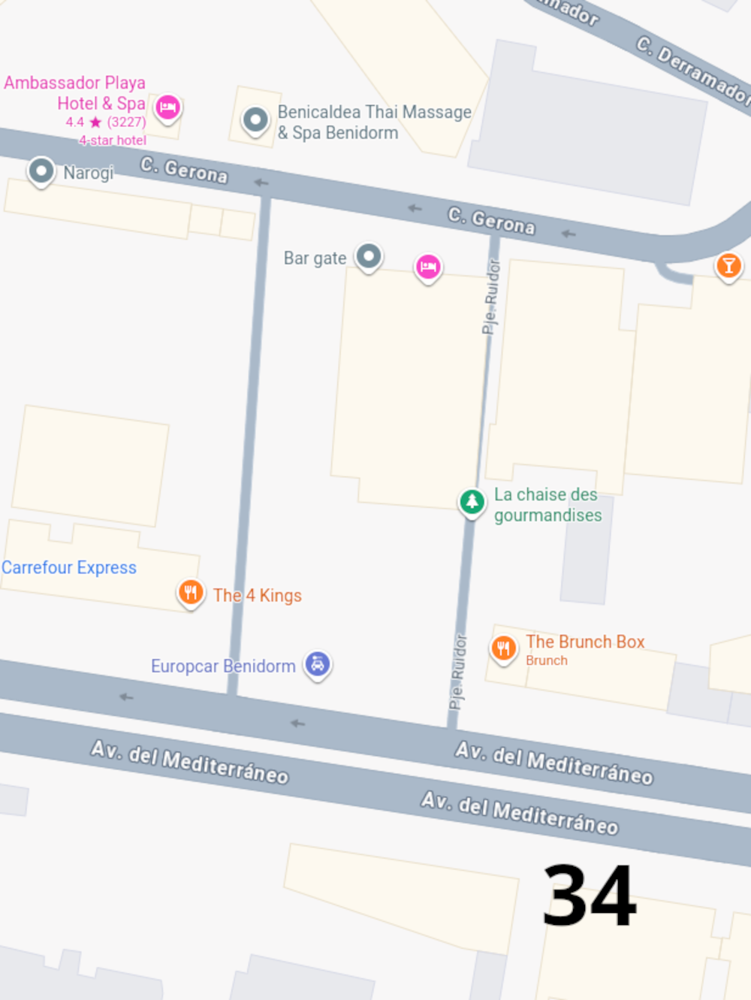 C. Derramador
Ambassador Playa
Hotel & Spa
4.4 ★ (3227)
4-star hotel
Benicaldea Thai Massage
& Spa Benidorm
Narogi
C. Gerona
C. Gerona
Bar gate
Pje. Ruidor
La chaise des
gourmandises
Carrefour Express
The 4 Kings
The Brunch Box
Brunch
Europcar Benidorm
Pje. Ruidor
Av. del Mediterráneo
Av. del Mediterráneo
Av. del Mediterráneo
34